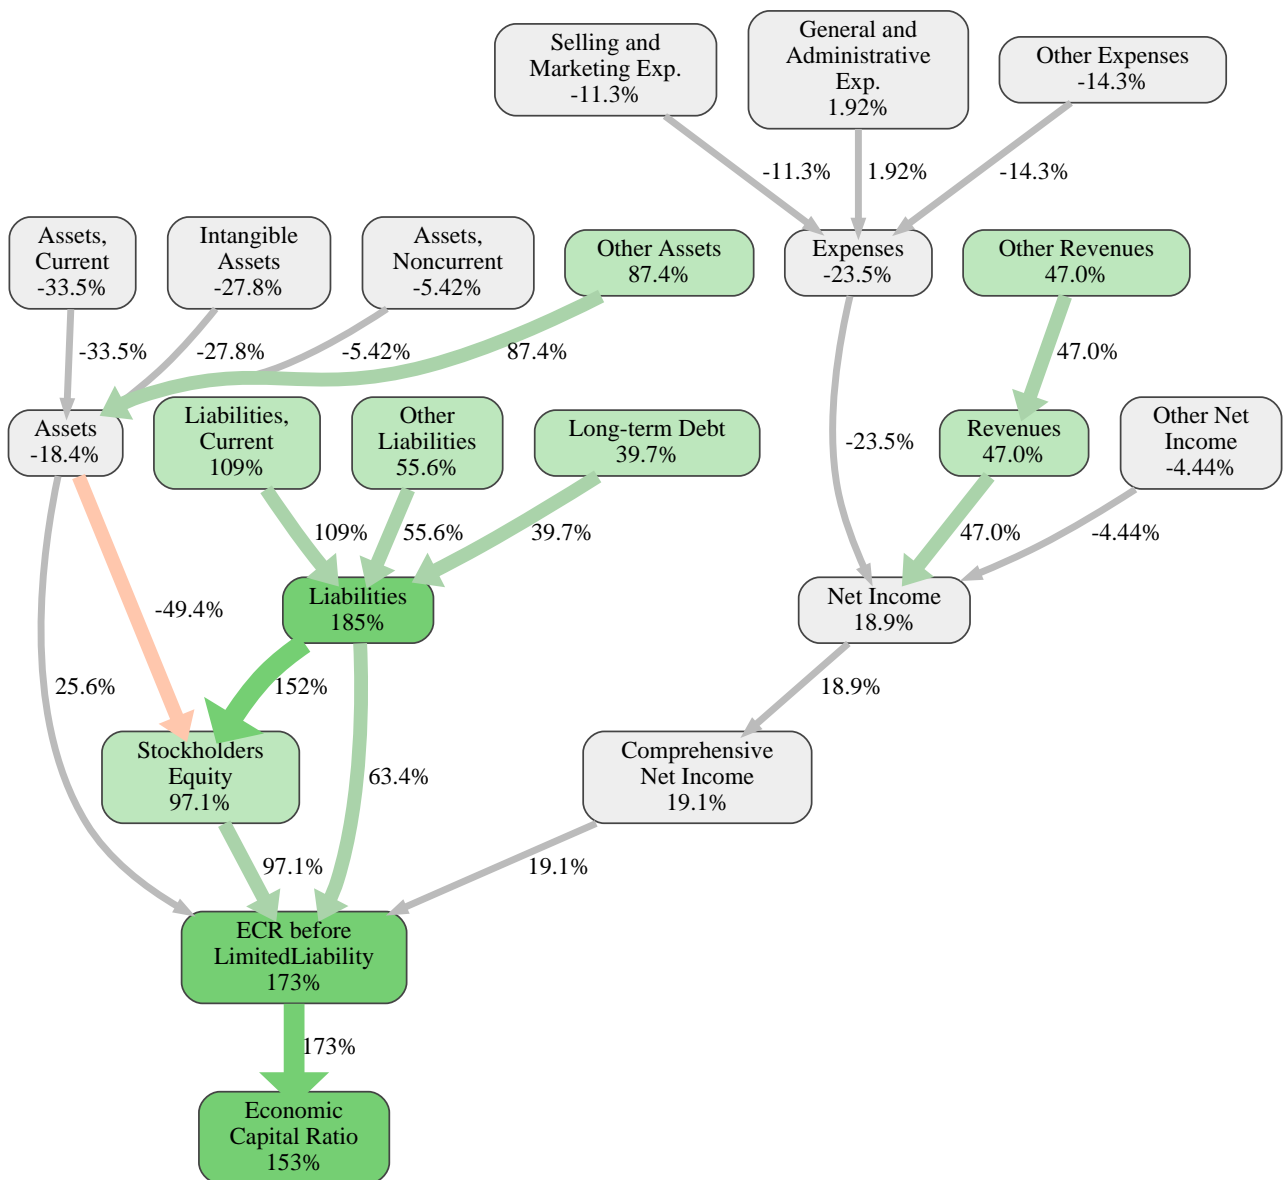 Selling and
Marketing Exp.
-11.3%
General and
Administrative
Exp.
1.92%
Other Expenses
-14.3%
-11.3%
1.92%
-14.3%
Assets,
Current
-33.5%
Intangible
Assets
-27.8%
Assets,
Noncurrent
-5.42%
Other Assets
87.4%
Expenses
-23.5%
Other Revenues
47.0%
-33.5%
-27.8%
-5.42%
87.4%
47.0%
Assets
-18.4%
Liabilities,
Current
109%
Other
Liabilities
55.6%
Long-term Debt
39.7%
-23.5%
Revenues
47.0%
Other Net
Income
-4.44%
109%
55.6%
39.7%
47.0%
-4.44%
-49.4%
Liabilities
185%
Net Income
18.9%
25.6%
152%
18.9%
Stockholders
Equity
97.1%
63.4%
Comprehensive
Net Income
19.1%
97.1%
19.1%
ECR before
LimitedLiability
173%
173%
Economic
Capital Ratio
153%